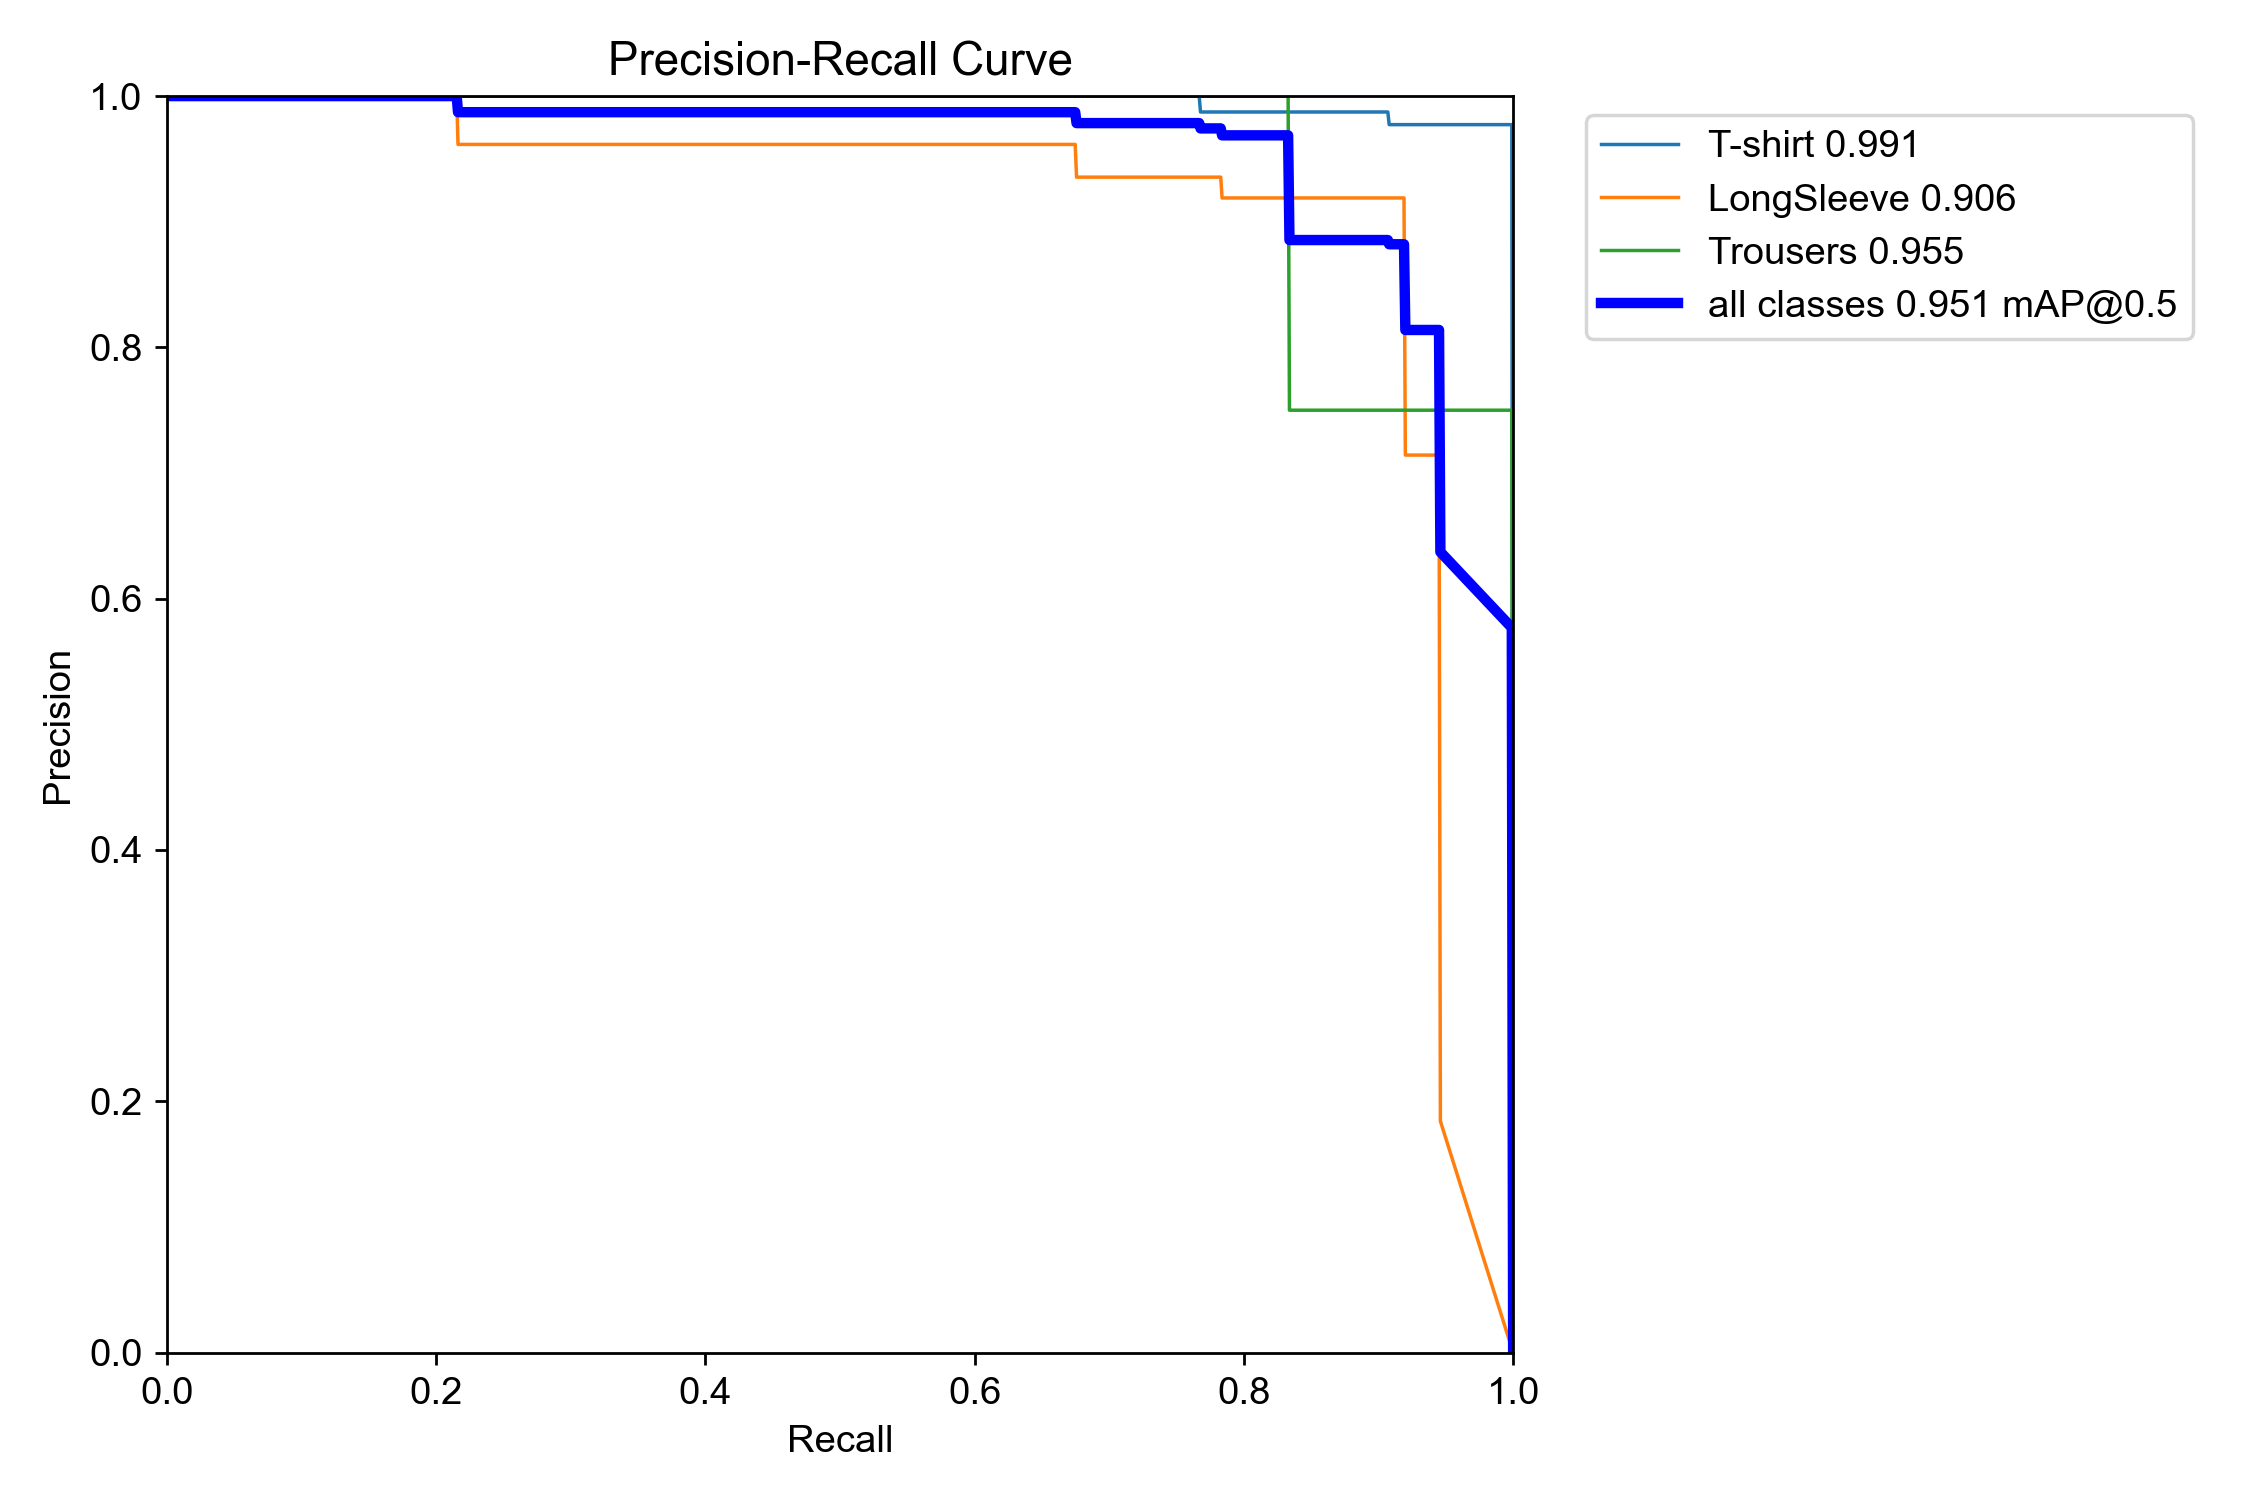 Precision-Recall Curve
1.0
0.8
0.6
0.4
0.2
0.0
Precision
0.0 0.2 0.4 0.6 0.8 1.0
Recall
T-shirt 0.991
LongSleeve 0.906
Trousers 0.955
all classes 0.951 mAP@0.5